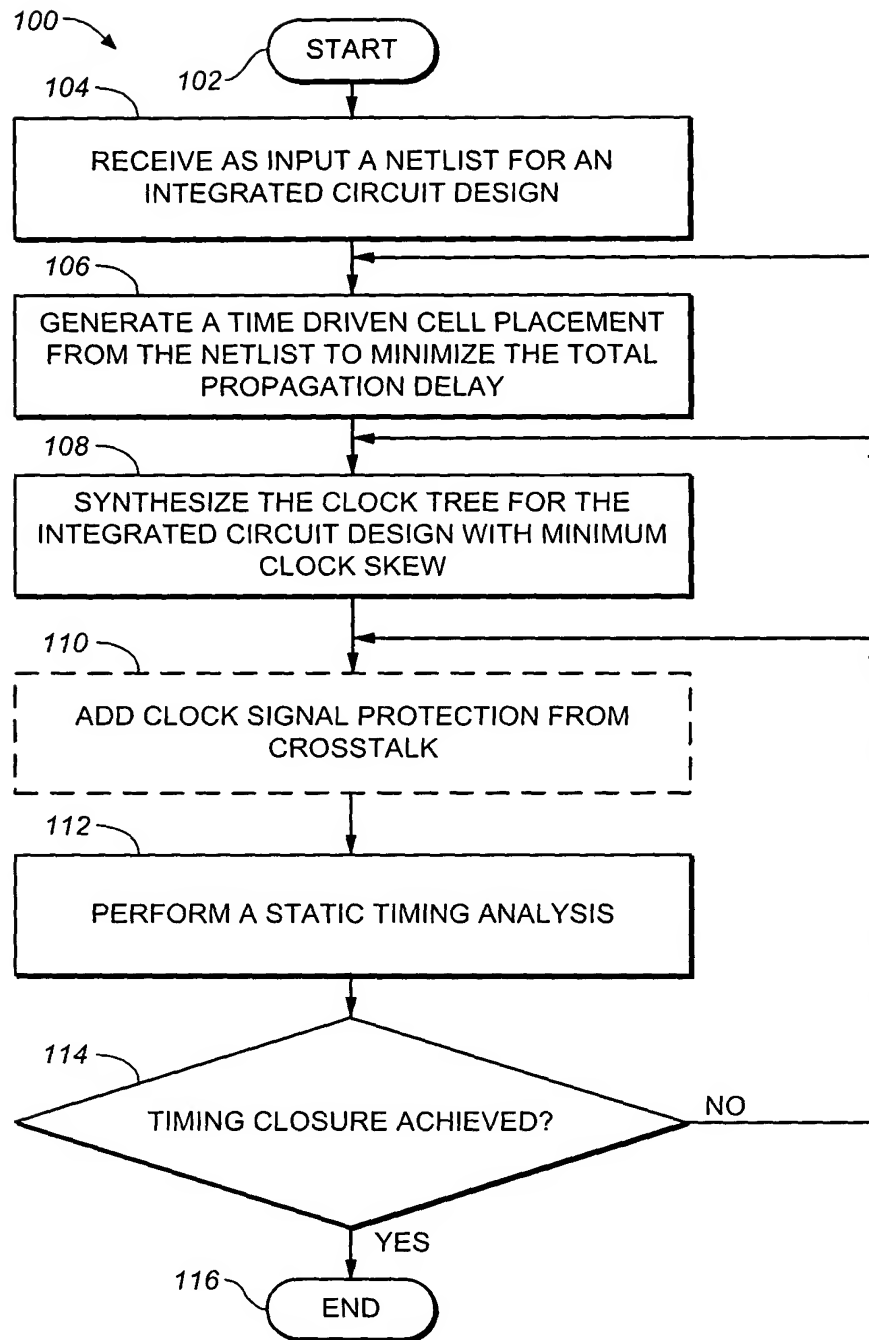 100
START
102
104
RECEIVE AS INPUT A NETLIST FOR AN
INTEGRATED CIRCUIT DESIGN
106
GENERATE A TIME DRIVEN CELL PLACEMENT
FROM THE NETLIST TO MINIMIZE THE TOTAL
PROPAGATION DELAY
108
SYNTHESIZE THE CLOCK TREE FOR THE
INTEGRATED CIRCUIT DESIGN WITH MINIMUM
CLOCK SKEW
110
ADD CLOCK SIGNAL PROTECTION FROM
CROSSTALK
112
PERFORM A STATIC TIMING ANALYSIS
114
TIMING CLOSURE ACHIEVED?
NO
YES
116
END